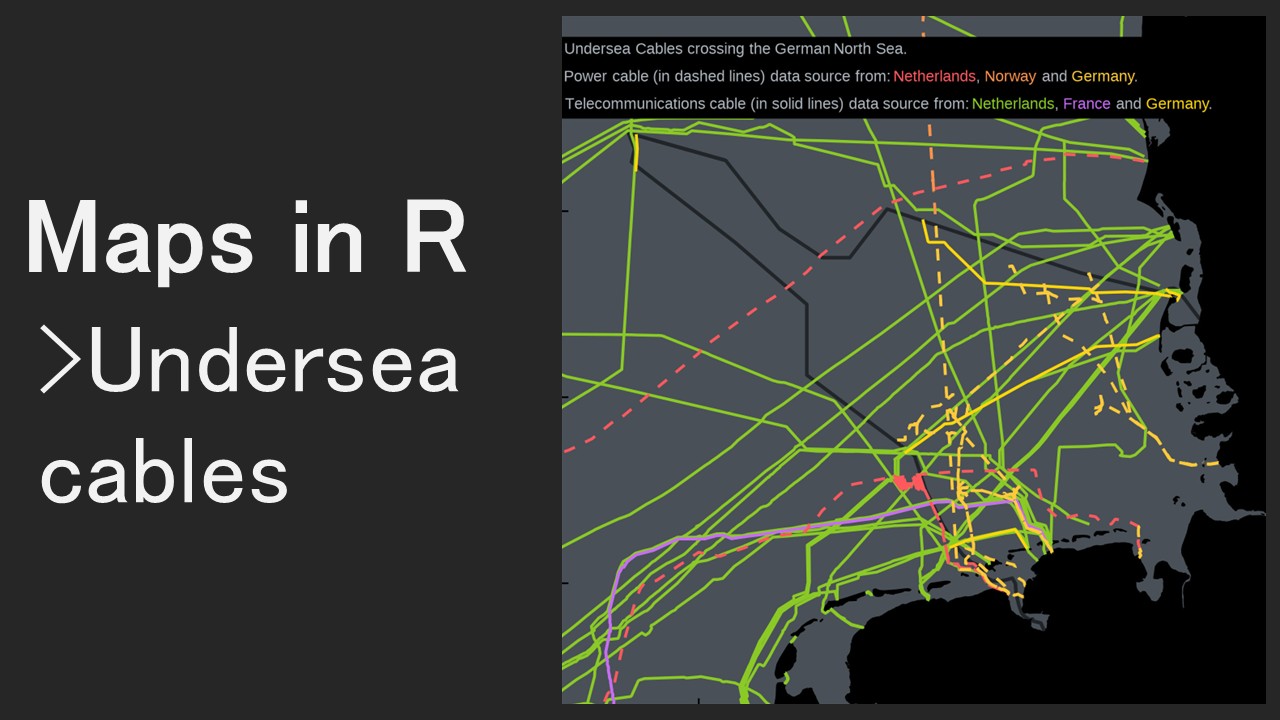 Maps in R
>Undersea
cables
Undersea Cables crossing the German North Sea.
Power cable (in dashed lines) data source from: Netherlands, Norway and Germany.
Telecommunications cable (in solid lines) data source from: Netherlands, France and Germany.